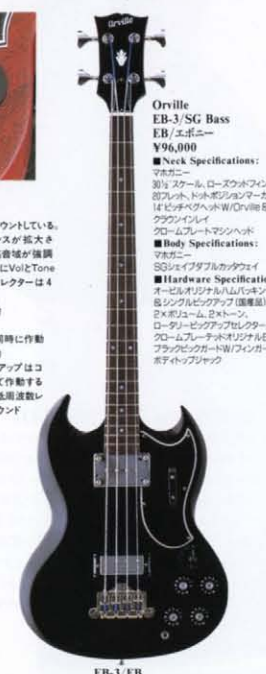 ウントしている。
スが拡大さ
音域が強調
にVolとTone
レクターは4
同時に作動
アップはコ
て作動する
低周波数レ
ウンド
Orville
Orville
EB-3/SG Bass
EB/エボニー
¥96,000
■Neck Specifications:
マホガニー
30½"スケール、ローズウッドフィン
20フレット、ドットポジションマーカ
14°ピッチペグヘッドW/Orville &
クラウンインレイ
クロームプレートマシンヘッド
■Body Specifications:
マホガニー
SGシェイプダブルカッタウェイ
■Hardware Specificatio
オービルオリジナルハムバッキン
&シングルピックアップ(国産品)
2×ボリューム、2×トーン、
ロータリーピックアップセレクター
クロームプレーテッドオリジナルB
ブラックピックガードW/フィンガー
ボディトップジャック
EB-3/EB